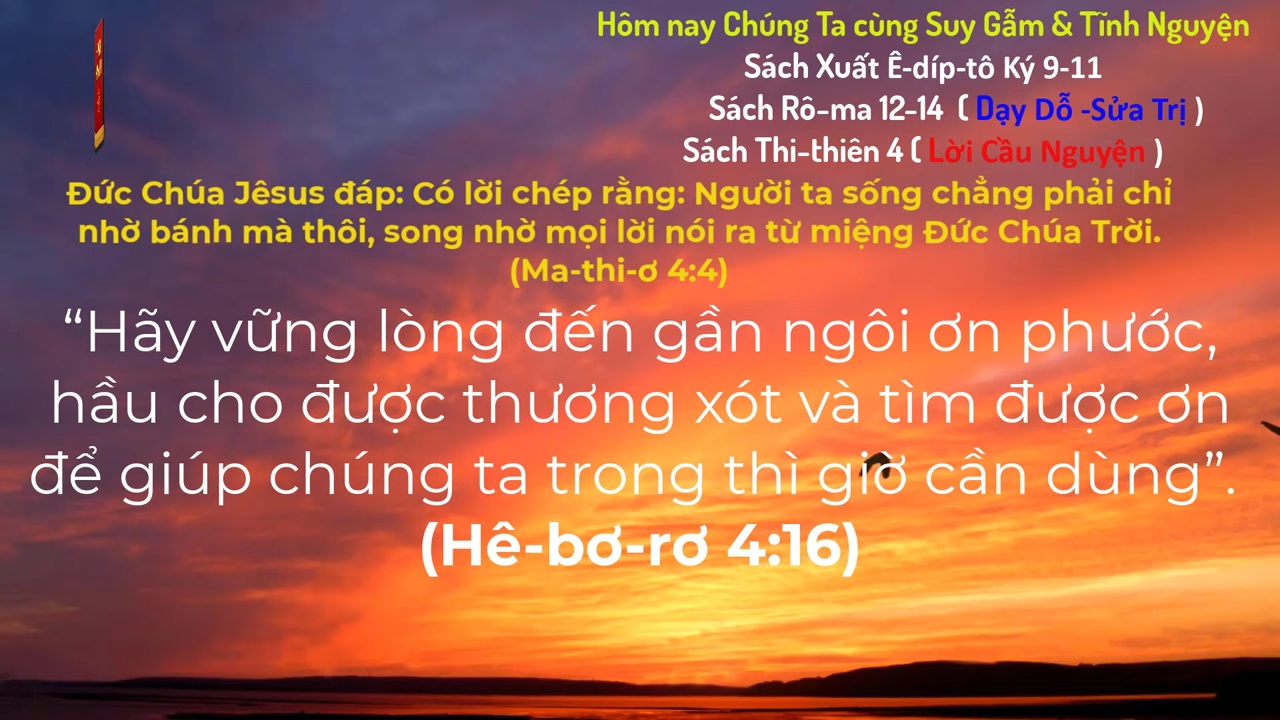 Hôm nay Chúng Ta cùng Suy Gẫm & Tĩnh Nguyện
Sách Xuất Ê-díp-tô Ký 9-11
Sách Rô-ma 12-14 ( Dạy Dỗ -Sửa Trị )
Sách Thi-thiên 4 ( Lời Cầu Nguyện )
Đức Chúa Jêsus đáp: Có lời chép rằng: Người ta sống chẳng phải chỉ
nhờ bánh mà thôi, song nhờ mọi lời nói ra từ miệng Đức Chúa Trời.
(Ma-thi-ơ 4:4)
“Hãy vững lòng đến gần ngôi ơn phước,
hầu cho được thương xót và tìm được ơn
để giúp chúng ta trong thì giờ cần dùng”.
(Hê-bơ-rơ 4:16)